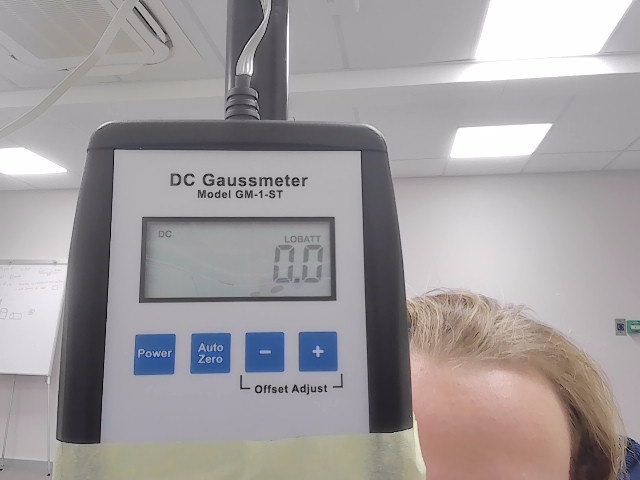 DC Gaussmeter
Model GM-1-ST
DC
LOBATT
0.0
Power
Auto
Zero
-
+
Offset Adjust